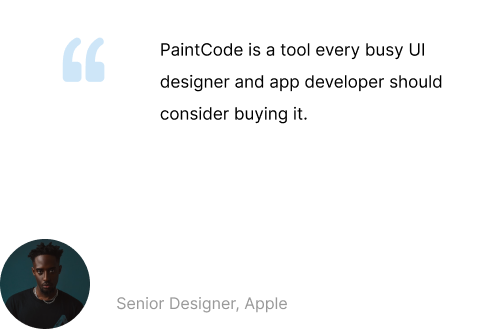 PaintCode is a tool every busy UI
designer and app developer should
consider buying it.
Senior Designer, Apple